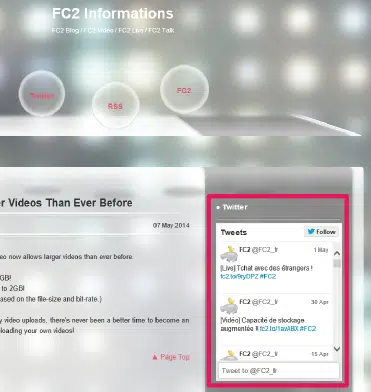 FC2 Informations
FC2 Blog / FC2 Video / FC2 Live / FC2 Talk
Twitter
RSS
FC2
r Videos Than Ever Before
07 May 2014
eo now allows larger videos than ever before.
GB!
to 2GB!
ased on the file-size and bit-rate.)
y video uploads, there's never been a better time to become an
loading your own videos!
▲ Page Top
● Twitter
Tweets
Follow
FC2 @FC2_fr
1 May
[Live] Tchat avec des étrangers !
fc2.to/9ryDPZ #FC2
FC2 @FC2_fr
30 Apr
[Vidéo] Capacité de stockage
augmentée !! fc2.to/1avABX #FC2
FC2 @FC2_fr
15 Apr
Tweet to @FC2_fr